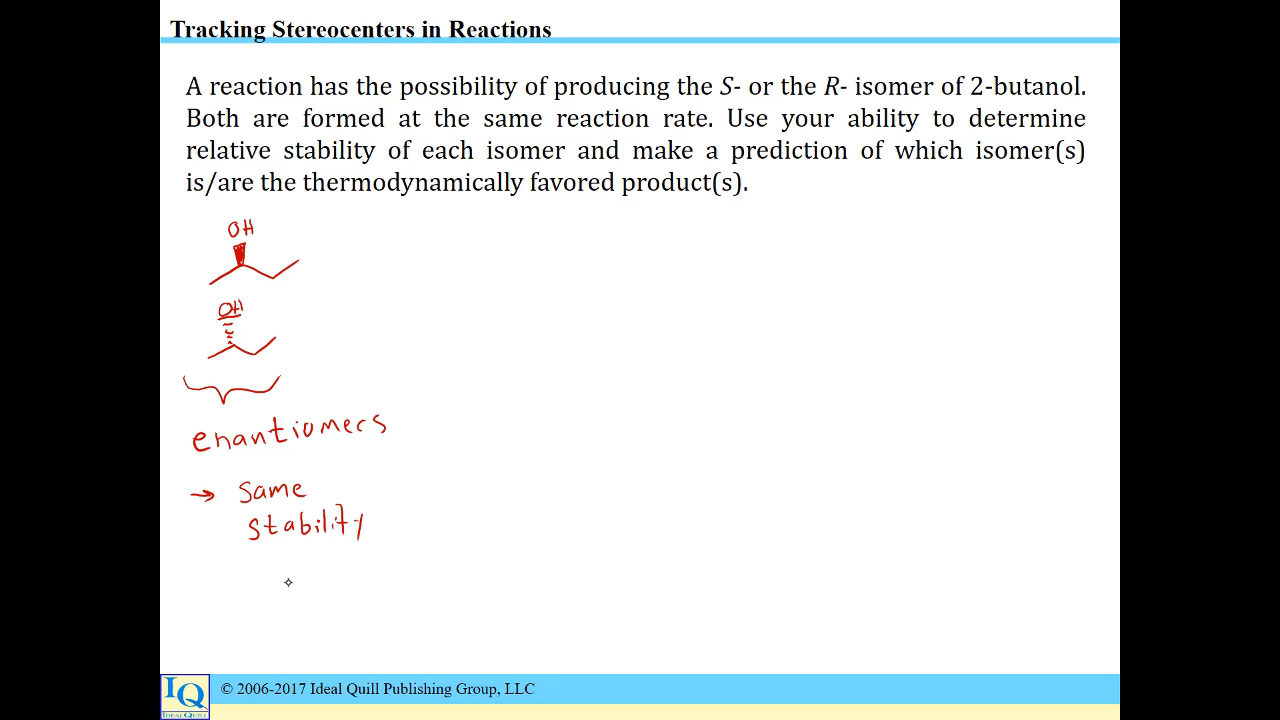 Tracking Stereocenters in Reactions
A reaction has the possibility of producing the S- or the R- isomer of 2-butanol.
Both are formed at the same reaction rate. Use your ability to determine
relative stability of each isomer and make a prediction of which isomer(s)
is/are the thermodynamically favored product(s).
OH
OH
enantiomers
→ same
stability
IQ
IDEAL QUILL
© 2006-2017 Ideal Quill Publishing Group, LLC